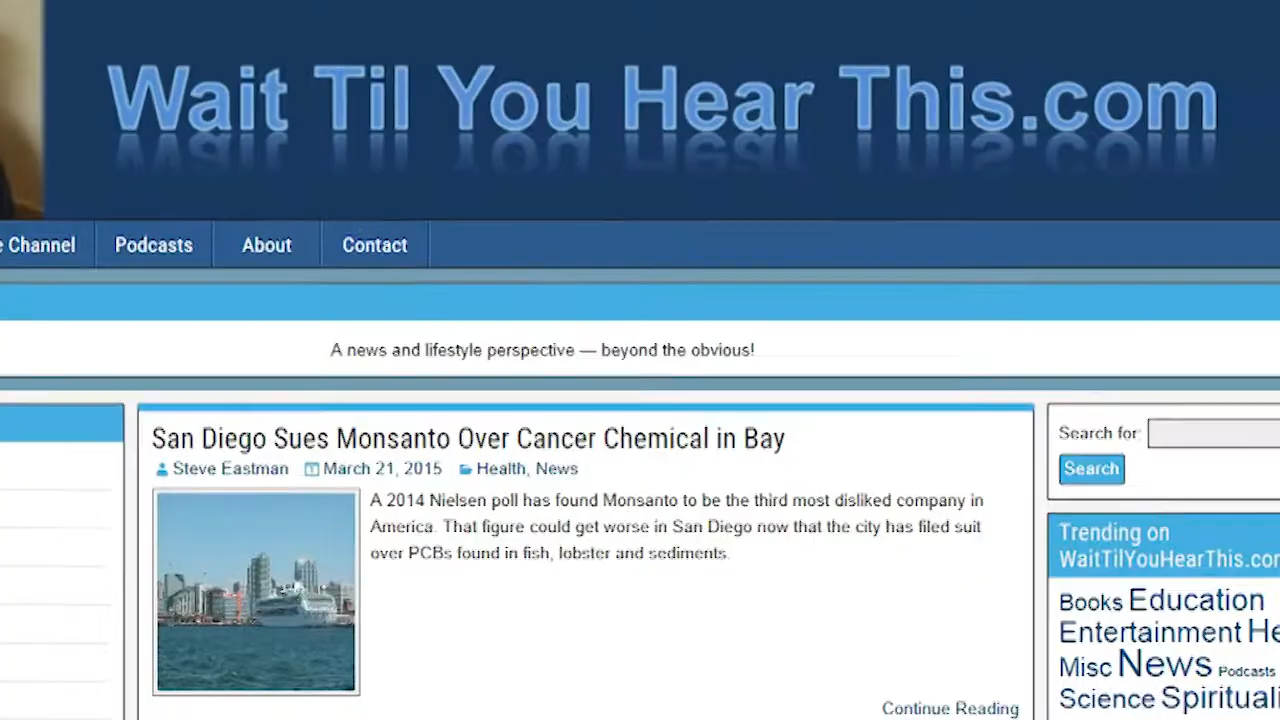 Wait Til You Hear This.com
Channel
Podcasts
About
Contact
A news and lifestyle perspective — beyond the obvious!
San Diego Sues Monsanto Over Cancer Chemical in Bay
Steve Eastman March 21, 2015 Health, News
A 2014 Nielsen poll has found Monsanto to be the third most disliked company in
America. That figure could get worse in San Diego now that the city has filed suit
over PCBs found in fish, lobster and sediments.
Continue Reading
Search for:
Search
Trending on
WaitTilYouHearThis.com
Books Education
Entertainment
Misc News Podcasts
Science